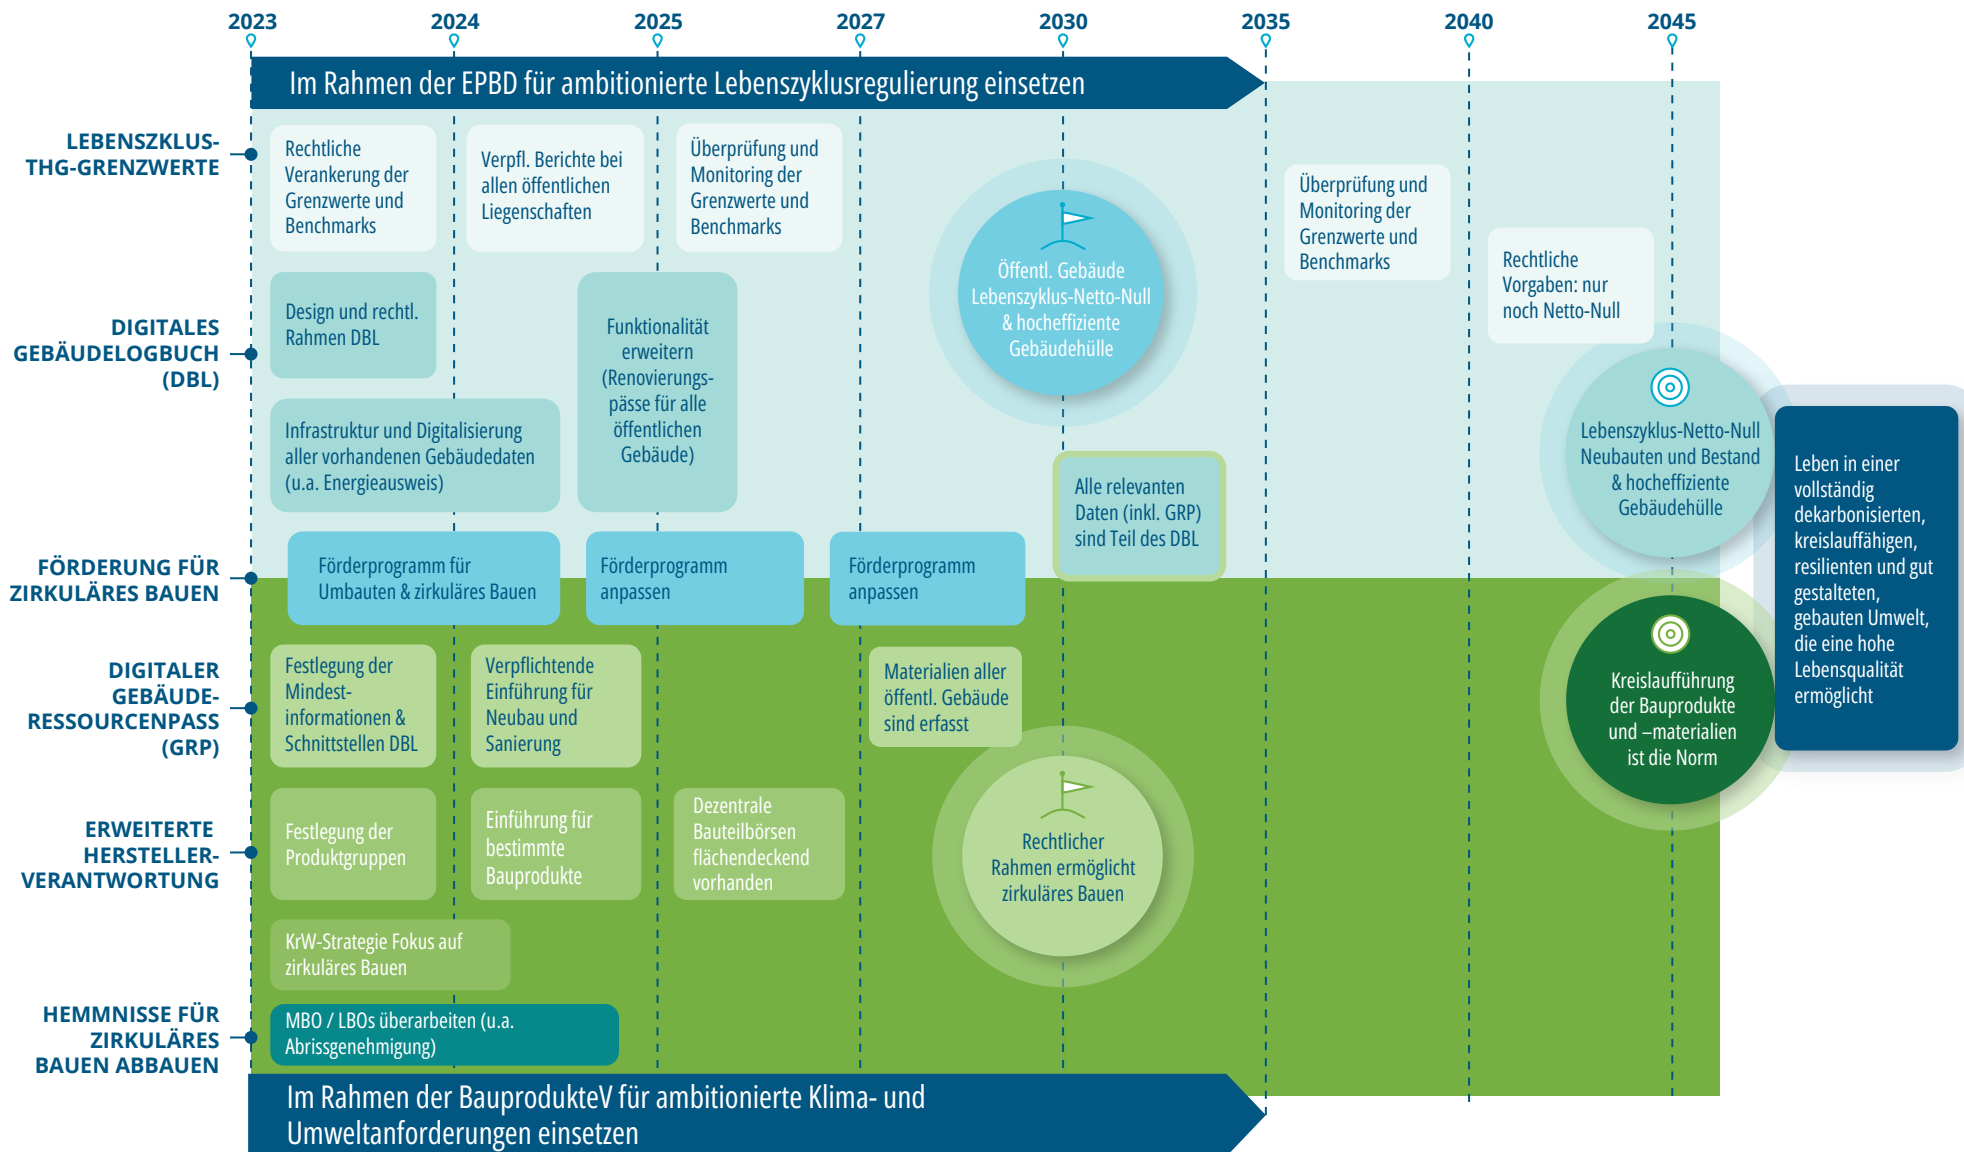 2023
2024
2025
2027
2030
2035
2040
2045
Im Rahmen der EPBD für ambitionierte Lebenszyklusregulierung einsetzen
LEBENSZKLUS-
THG-GRENZWERTE
Rechtliche
Verankerung der
Grenzwerte und
Benchmarks
Verpfl. Berichte bei
allen öffentlichen
Liegenschaften
Überprüfung und
Monitoring der
Grenzwerte und
Benchmarks
Öffentl. Gebäude
Lebenszyklus-Netto-Null
& hocheffiziente
Gebäudehülle
Überprüfung und
Monitoring der
Grenzwerte und
Benchmarks
Rechtliche
Vorgaben: nur
noch Netto-Null
DIGITALES
GEBÄUDELOGBUCH
(DBL)
Design und rechtl.
Rahmen DBL
Infrastruktur und Digitalisierung
aller vorhandenen Gebäudedaten
(u.a. Energieausweis)
Funktionalität
erweitern
(Renovierungs-
pässe für alle
öffentlichen
Gebäude)
Alle relevanten
Daten (inkl. GRP)
sind Teil des DBL
Lebenszyklus-Netto-Null
Neubauten und Bestand
& hocheffiziente
Gebäudehülle
Leben in einer
vollständig
dekarbonisierten,
kreislauffähigen,
resilienten und gut
gestalteten,
gebauten Umwelt,
die eine hohe
Lebensqualität
ermöglicht
FÖRDERUNG FÜR
ZIRKULÄRES BAUEN
Förderprogramm für
Umbauten & zirkuläres Bauen
Förderprogramm
anpassen
Förderprogramm
anpassen
DIGITALER
GEBÄUDE-
RESSOURCENPASS
(GRP)
Festlegung der
Mindest-
informationen &
Schnittstellen DBL
Verpflichtende
Einführung für
Neubau und
Sanierung
Materialien aller
öffentl. Gebäude
sind erfasst
Kreislaufführung
der Bauprodukte
und –materialien
ist die Norm
ERWEITERTE
HERSTELLER-
VERANTWORTUNG
Festlegung der
Produktgruppen
Einführung für
bestimmte
Bauprodukte
Dezentrale
Bauteilbörsen
flächendeckend
vorhanden
Rechtlicher
Rahmen ermöglicht
zirkuläres Bauen
KrW-Strategie Fokus auf
zirkuläres Bauen
HEMMNISSE FÜR
ZIRKULÄRES
BAUEN ABBAUEN
MBO / LBOs überarbeiten (u.a.
Abrissgenehmigung)
Im Rahmen der BauprodukteV für ambitionierte Klima- und
Umweltanforderungen einsetzen